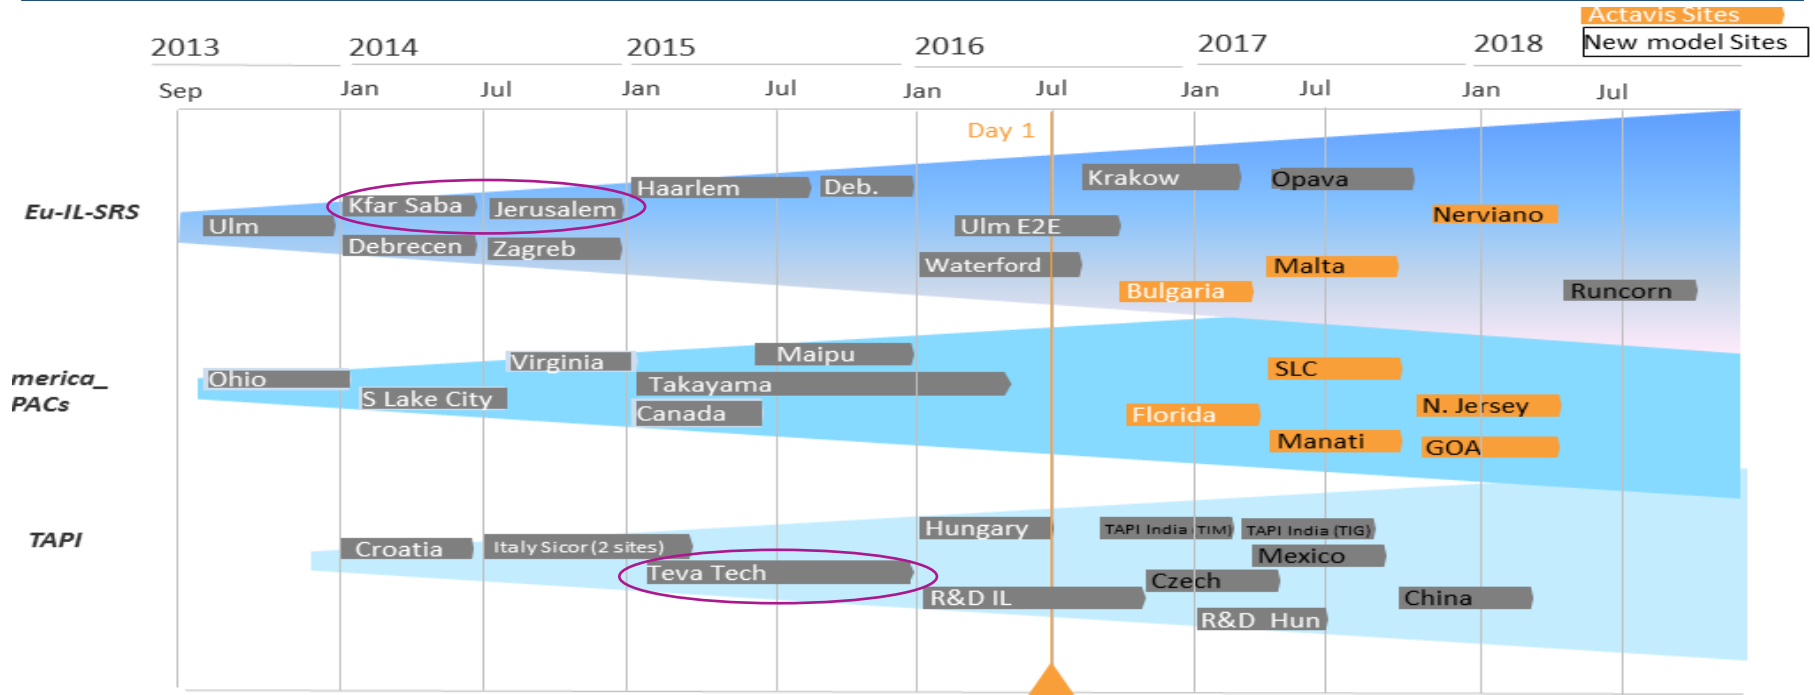 Actavis Sites
New model Sites
2013 2014 2015 2016 2017 2018
Sep Jan Jul Jan Jul Jan Jul Jan Jul Jan Jul
Day 1
Eu-IL-SRS
Ulm
Kfar Saba
Jerusalem
Debrecen
Zagreb
Haarlem
Deb.
Ulm E2E
Waterford
Krakow
Opava
Nerviano
Malta
Bulgaria
Runcorn
merica_
PACs
Ohio
S Lake City
Virginia
Maipu
Takayama
Canada
SLC
Florida
N. Jersey
Manati
GOA
TAPI
Croatia
Italy Sicor (2 sites)
Teva Tech
Hungary
R&D IL
TAPI India (TIM)
TAPI India (TIG)
Mexico
Czech
R&D Hun
China